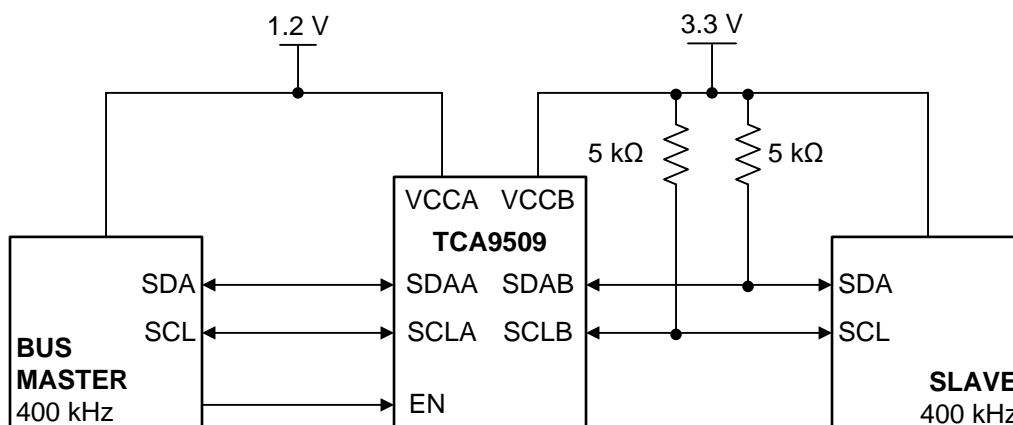 1.2 V
3.3 V
5 kΩ
5 kΩ
VCCA VCCB
TCA9509
SDA
SDAA SDAB
SDA
SCL
SCLA SCLB
SCL
BUS
MASTER
400 kHz
EN
SLAVE
400 kHz